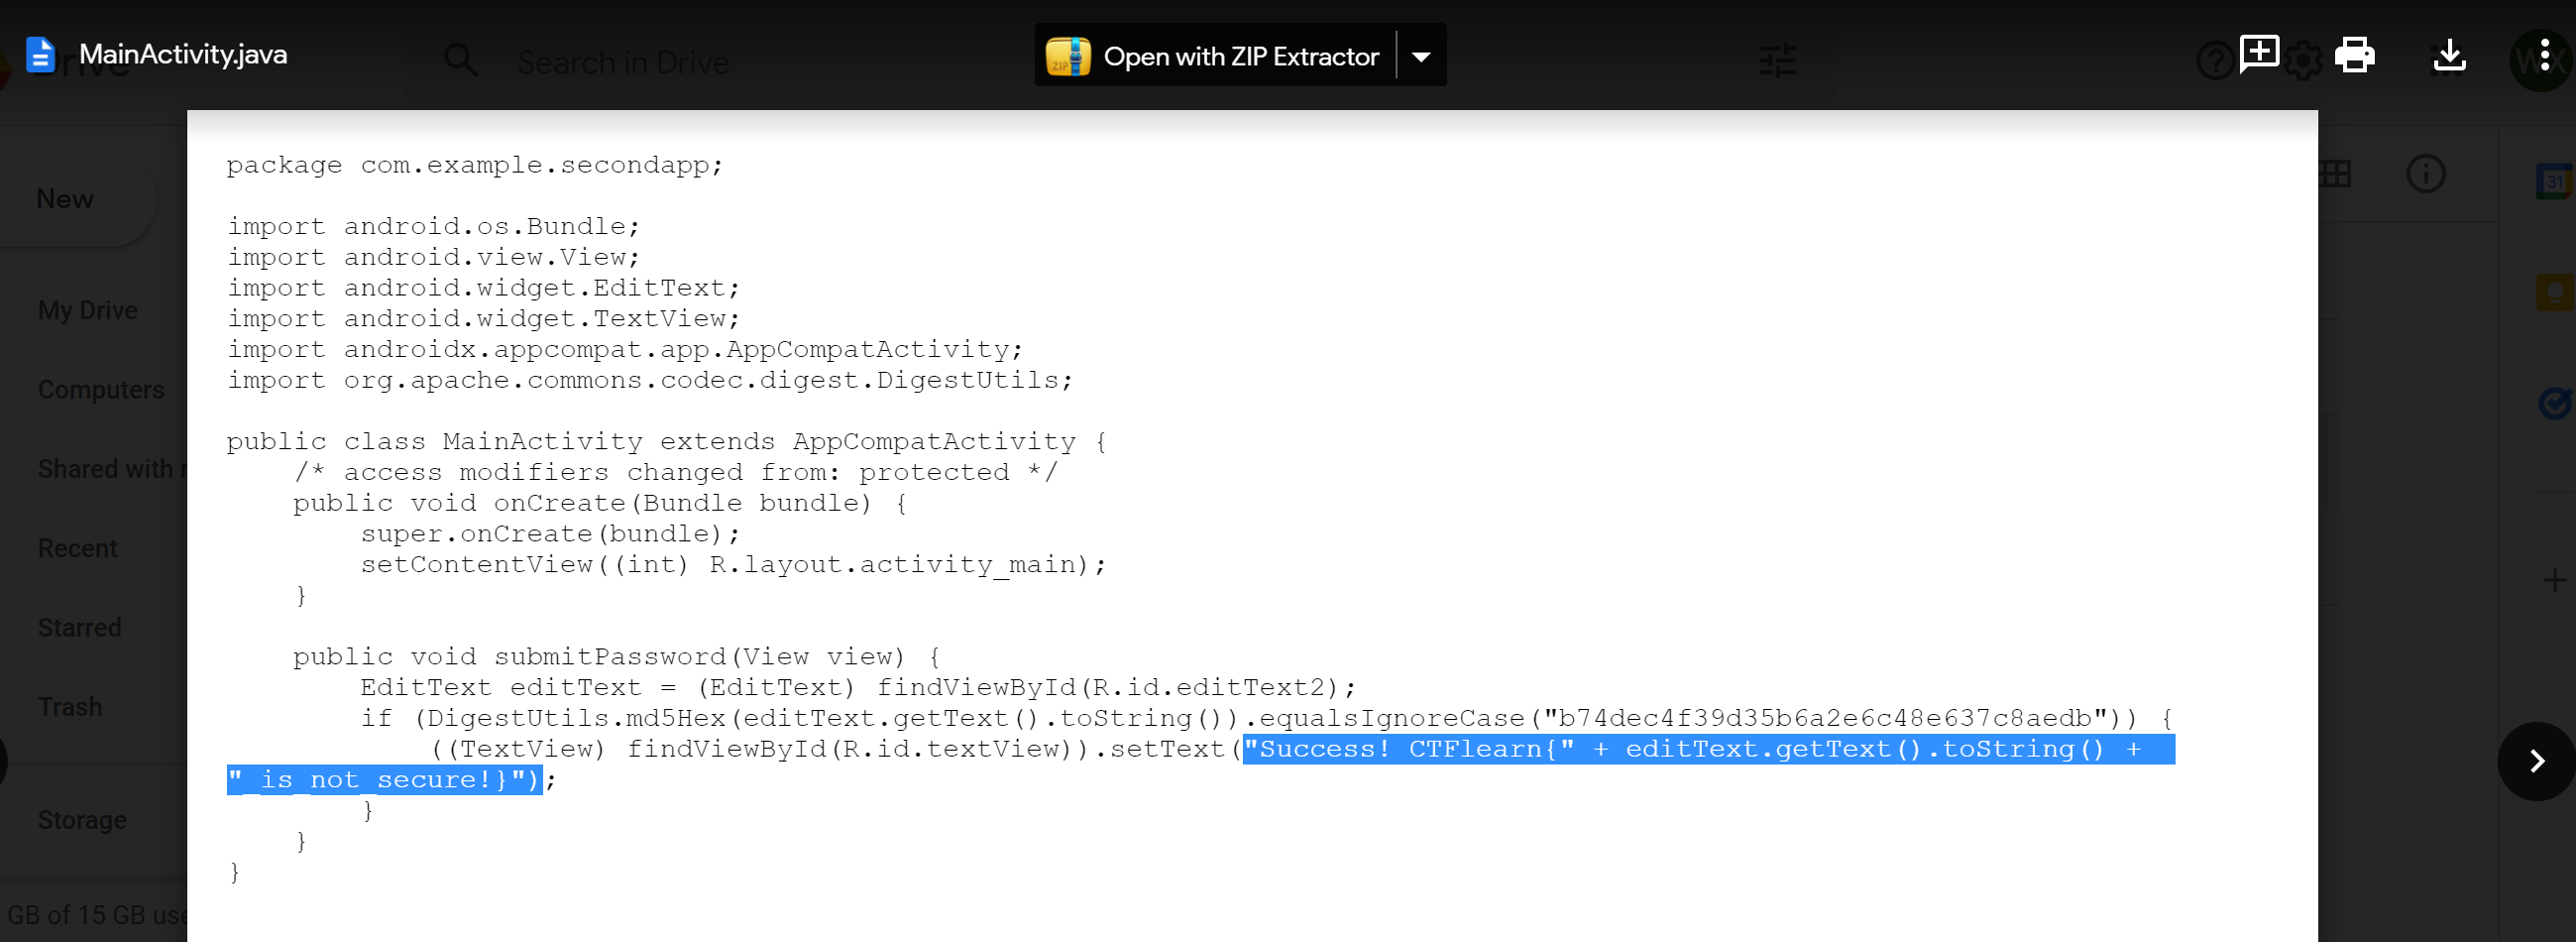 MainActivity.java
Drive
Search in Drive
ZIP
Open with ZIP Extractor
WX
New
31
My Drive
Computers
Shared with
Recent
Starred
Trash
Storage
GB of 15 GB
package com.example.secondapp;
import android.os.Bundle;
import android.view.View;
import android.widget.EditText;
import android.widget.TextView;
import androidx.appcompat.app.AppCompatActivity;
import org.apache.commons.codec.digest.DigestUtils;
public class MainActivity extends AppCompatActivity {
/* access modifiers changed from: protected */
public void onCreate(Bundle bundle) {
super.onCreate(bundle);
setContentView((int) R.layout.activity_main);
}
public void submitPassword(View view) {
EditText editText = (EditText) findViewById(R.id.editText2);
if (DigestUtils.md5Hex(editText.getText().toString()).equalsIgnoreCase("b74dec4f39d35b6a2e6c48e637c8aedb")) {
((TextView) findViewById(R.id.textView)).setText("Success! CTFlearn{" + editText.getText().toString() +
"_is_not_secure!}");
}
}
}